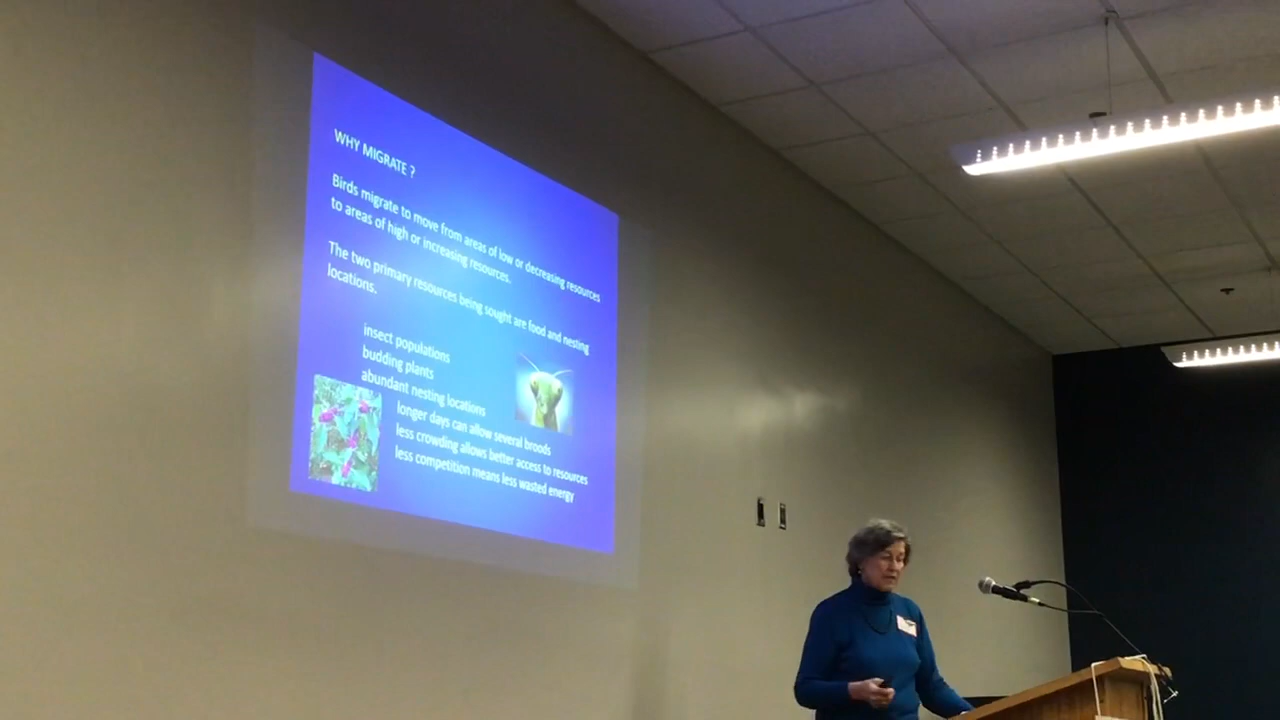 WHY MIGRATE ?
Birds migrate to move from areas of low or decreasing resources
to areas of high or increasing resources.
The two primary resources being sought are food and nesting
locations.
insect populations
budding plants
abundant nesting locations
longer days can allow several broods
less crowding allows better access to resources
less competition means less wasted energy